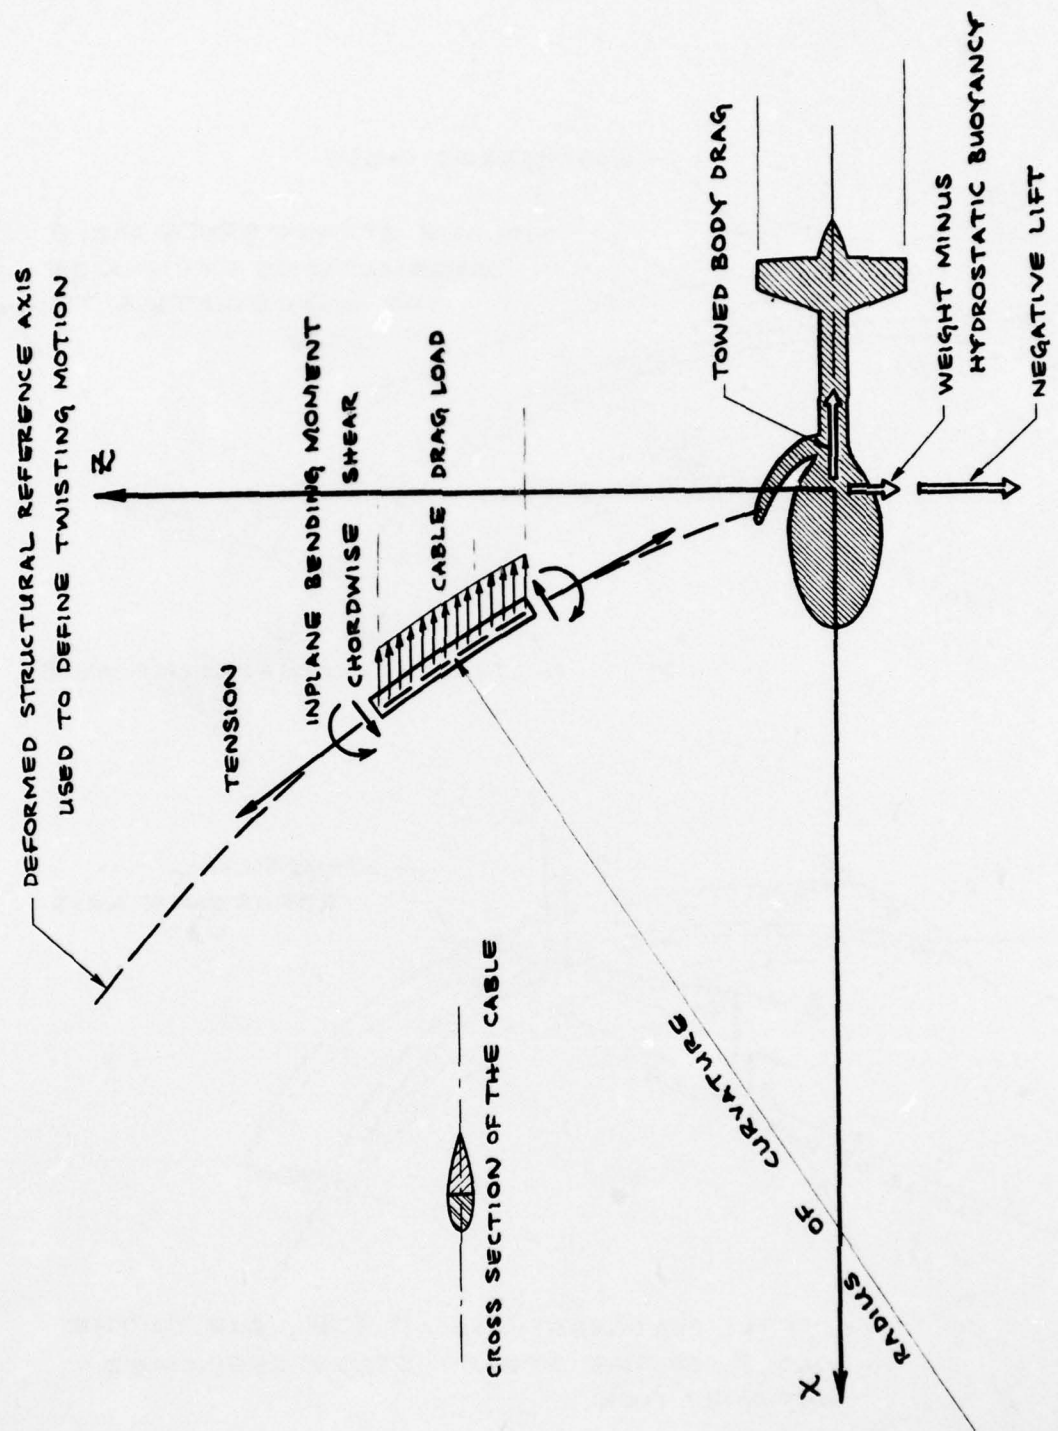 DEFORMED STRUCTURAL REFERENCE AXIS
USED TO DEFINE TWISTING MOTION
Z
TENSION
INPLANE BENDING MOMENT
CHORDWISE SHEAR
CABLE DRAG LOAD
CROSS SECTION OF THE CABLE
TOWED BODY DRAG
RADIUS OF CURVATURE
X
WEIGHT MINUS
HYDROSTATIC BUOYANCY
NEGATIVE LIFT